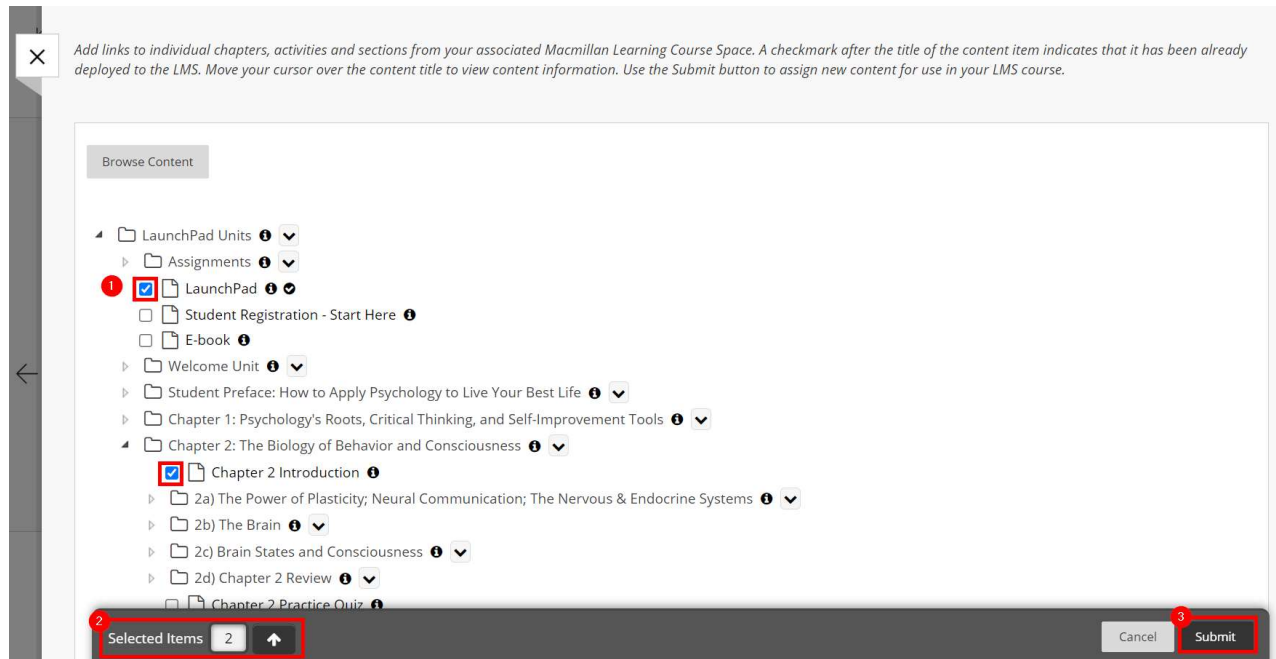 Add links to individual chapters, activities and sections from your associated Macmillan Learning Course Space. A checkmark after the title of the content item indicates that it has been already
deployed to the LMS. Move your cursor over the content title to view content information. Use the Submit button to assign new content for use in your LMS course.
Browse Content
LaunchPad Units
Assignments
1 LaunchPad
Student Registration - Start Here
E-book
Welcome Unit
Student Preface: How to Apply Psychology to Live Your Best Life
Chapter 1: Psychology's Roots, Critical Thinking, and Self-Improvement Tools
Chapter 2: The Biology of Behavior and Consciousness
Chapter 2 Introduction
2a) The Power of Plasticity; Neural Communication; The Nervous & Endocrine Systems
2b) The Brain
2c) Brain States and Consciousness
2d) Chapter 2 Review
Chapter 2 Practice Quiz
2 3
Selected Items 2 Cancel Submit